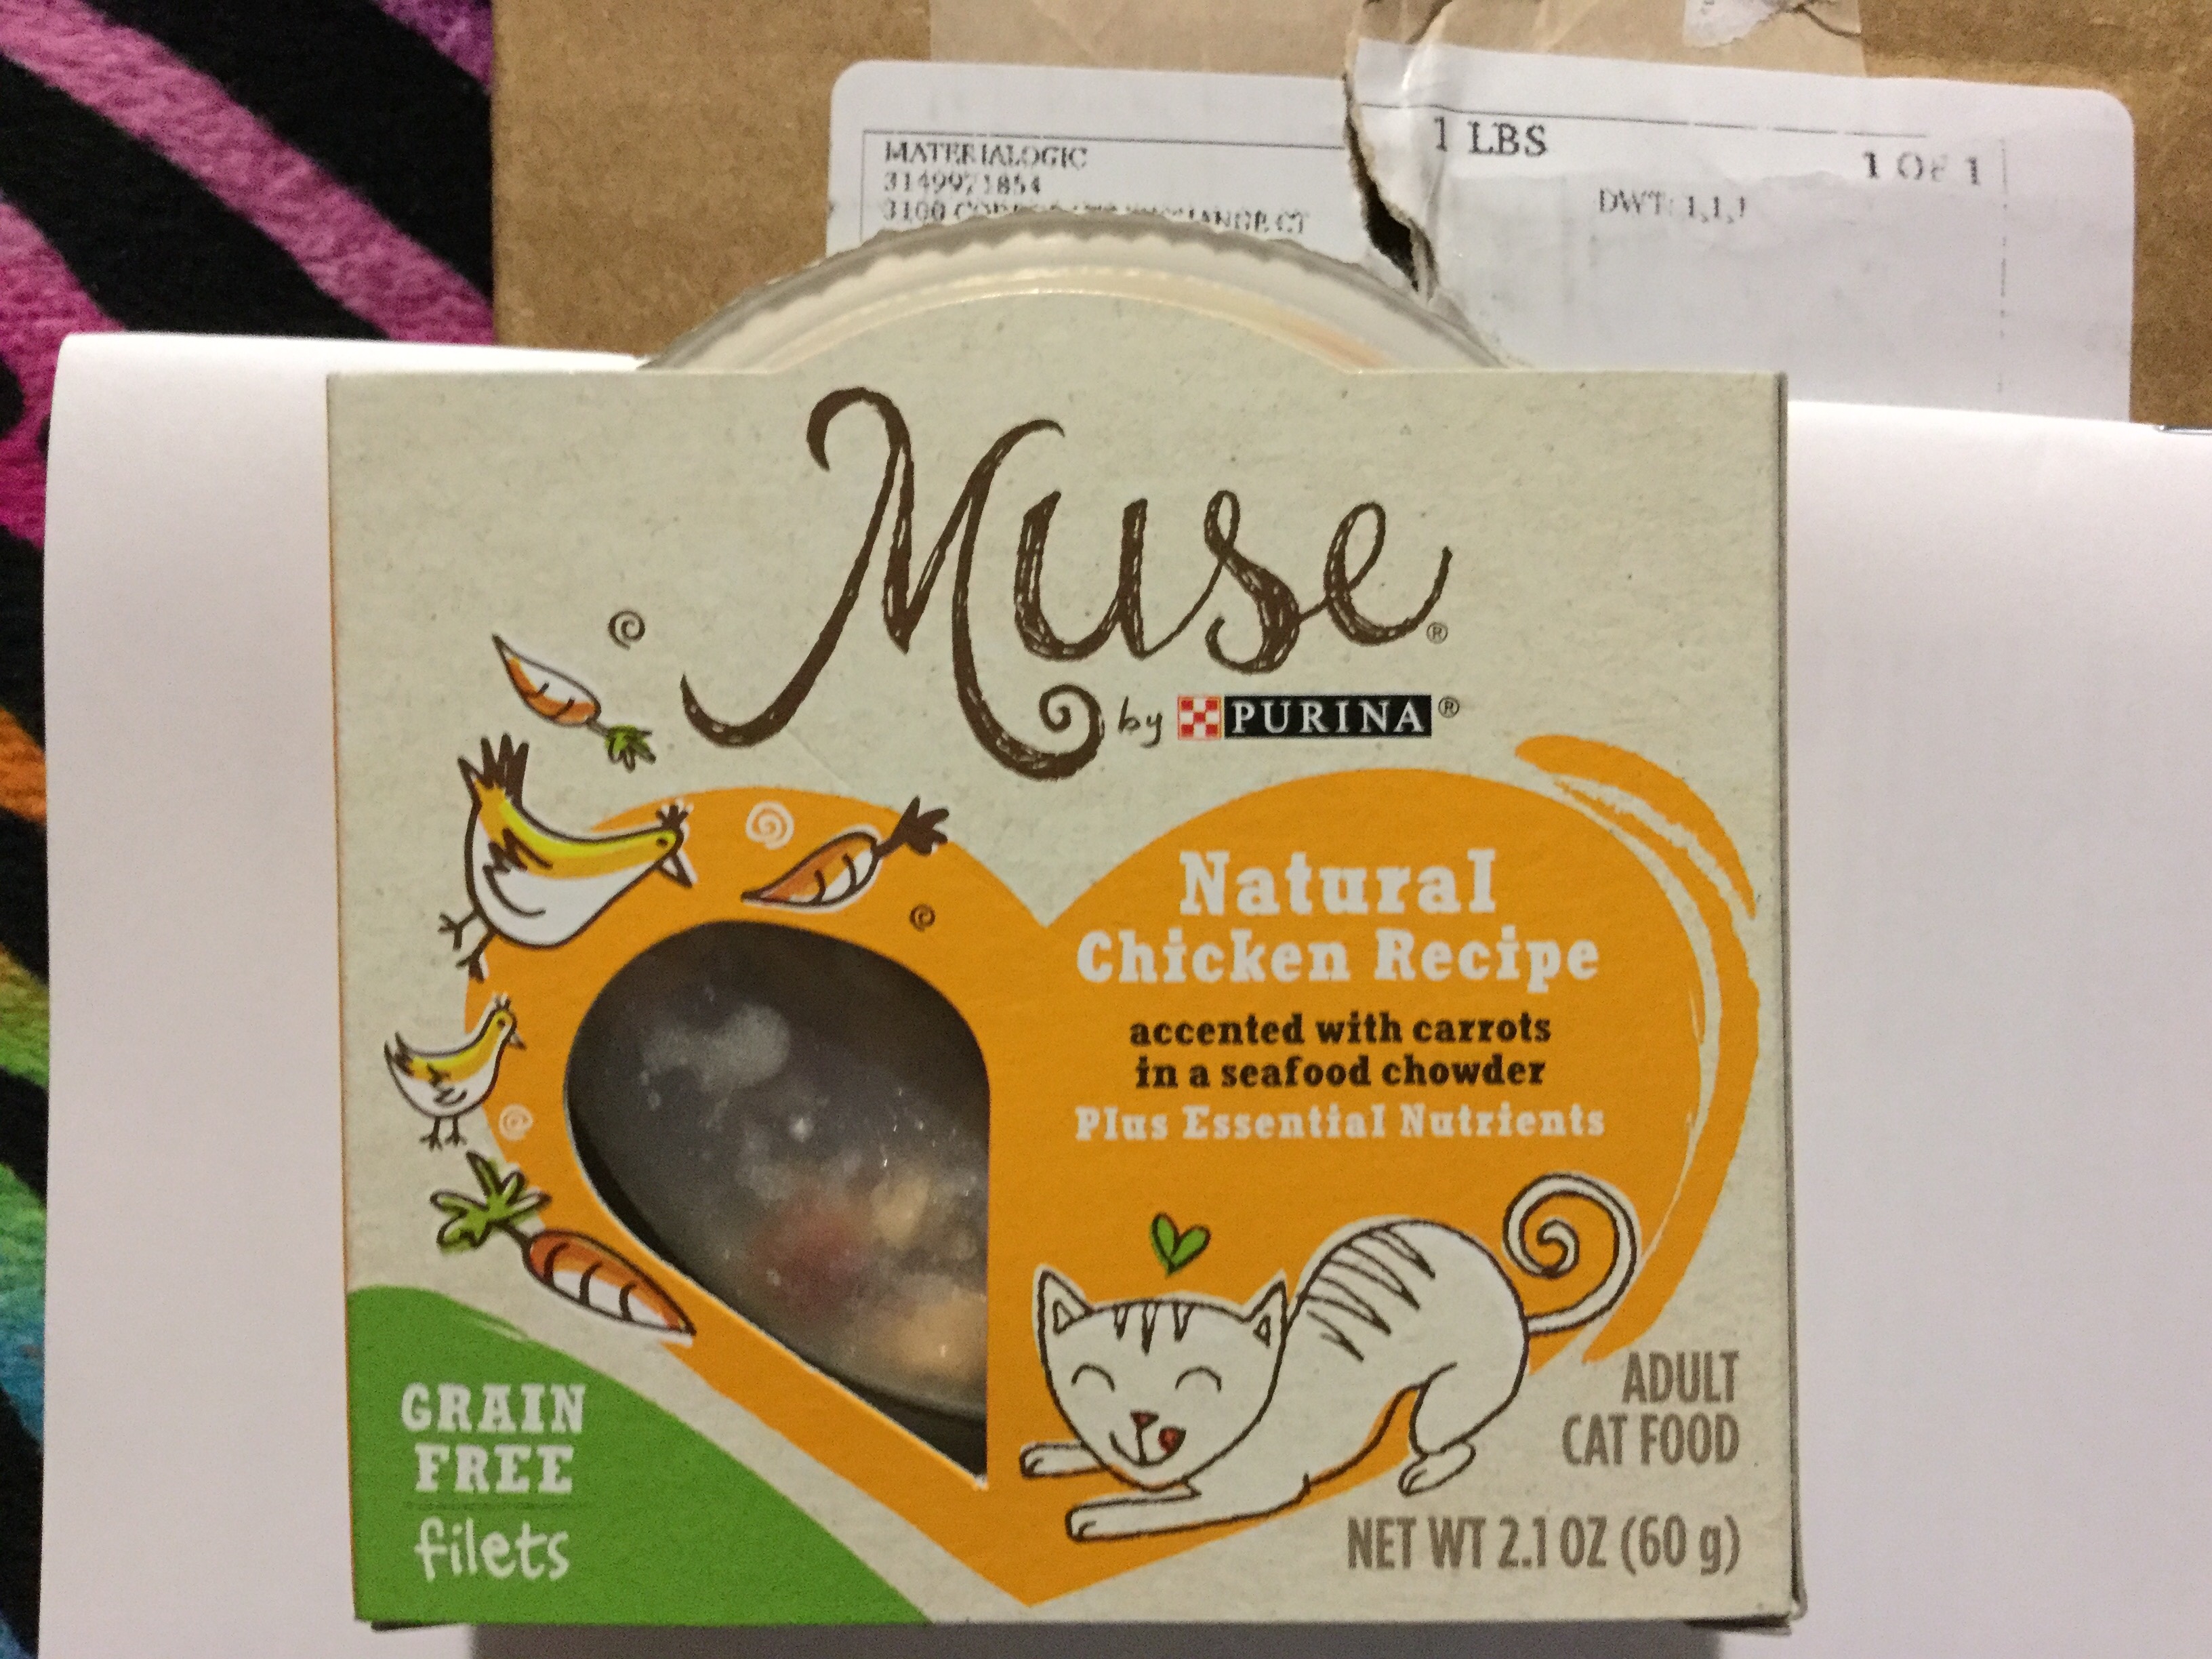 MATERIALOGIC
3149971854
3100
CT
1 LBS
1 OF 1
DWT: 1,1,1
Muse®
by PURINA®
Natural
Chicken Recipe
accented with carrots
in a seafood chowder
Plus Essential Nutrients
GRAIN
FREE
filets
ADULT
CAT FOOD
NET WT 2.1 OZ (60 g)